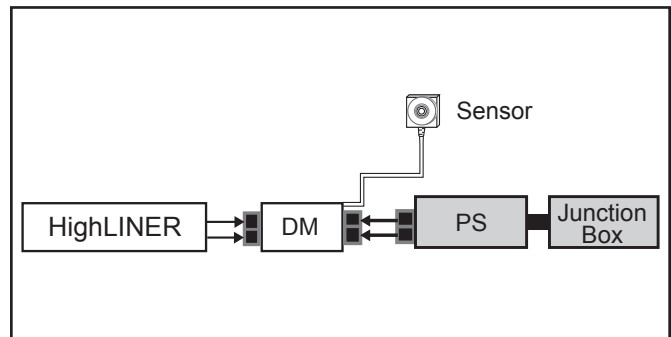 Sensor
HighLINER
DM
PS
Junction
Box